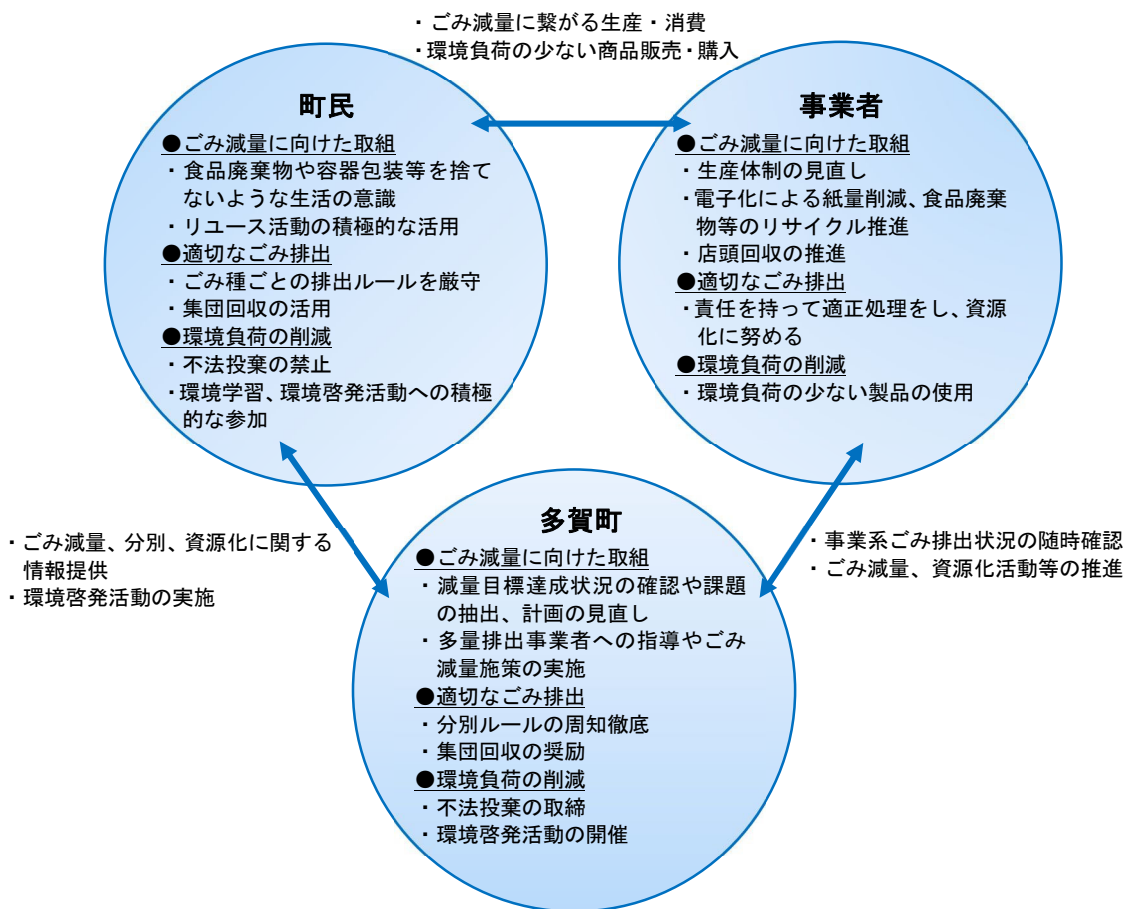 ・ごみ減量に繋がる生産・消費
・環境負荷の少ない商品販売・購入
町民
●ごみ減量に向けた取組
・食品廃棄物や容器包装等を捨て
ないような生活の意識
・リユース活動の積極的な活用
●適切なごみ排出
・ごみ種ごとの排出ルールを厳守
・集団回収の活用
●環境負荷の削減
・不法投棄の禁止
・環境学習、環境啓発活動への積極
的な参加
事業者
●ごみ減量に向けた取組
・生産体制の見直し
・電子化による紙量削減、食品廃棄
物等のリサイクル推進
・店頭回収の推進
●適切なごみ排出
・責任を持って適正処理をし、資源
化に努める
●環境負荷の削減
・環境負荷の少ない製品の使用
・ごみ減量、分別、資源化に関する
情報提供
・環境啓発活動の実施
多賀町
●ごみ減量に向けた取組
・減量目標達成状況の確認や課題
の抽出、計画の見直し
・多量排出事業者への指導やごみ
減量施策の実施
●適切なごみ排出
・分別ルールの周知徹底
・集団回収の奨励
●環境負荷の削減
・不法投棄の取締
・環境啓発活動の開催
・事業系ごみ排出状況の随時確認
・ごみ減量、資源化活動等の推進